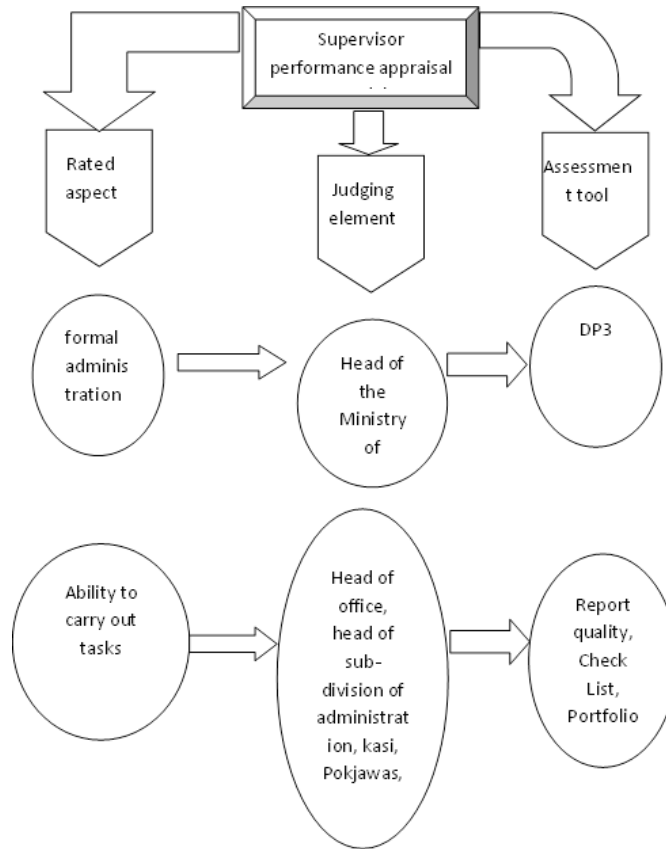 Supervisor
performance appraisal
Rated
aspect
Judging
element
Assessmen
t tool
formal
adminis
tration
Head of
the
Ministry
of
DP3
Ability to
carry out
tasks
Head of
office,
head of
sub-
division of
administrat
ion, kasi,
Pokjawas,
Report
quality,
Check
List,
Portfolio